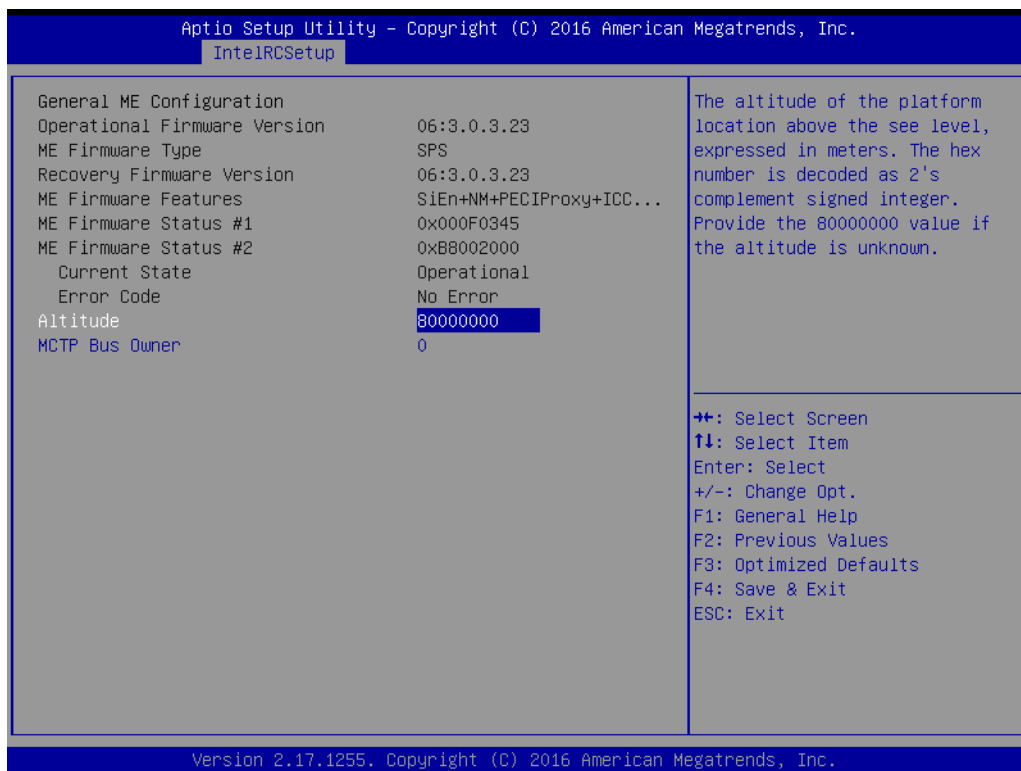 Aptio Setup Utility – Copyright (C) 2016 American Megatrends, Inc.
IntelRCSetup
General ME Configuration
Operational Firmware Version 06:3.0.3.23
ME Firmware Type SPS
Recovery Firmware Version 06:3.0.3.23
ME Firmware Features SiEn+NM+PECIProxy+ICC...
ME Firmware Status #1 0x000F0345
ME Firmware Status #2 0xB8002000
Current State Operational
Error Code No Error
Altitude 80000000
MCTP Bus Owner 0
The altitude of the platform
location above the see level,
expressed in meters. The hex
number is decoded as 2's
complement signed integer.
Provide the 80000000 value if
the altitude is unknown.
→←: Select Screen
↑↓: Select Item
Enter: Select
+/-: Change Opt.
F1: General Help
F2: Previous Values
F3: Optimized Defaults
F4: Save & Exit
ESC: Exit
Version 2.17.1255. Copyright (C) 2016 American Megatrends, Inc.